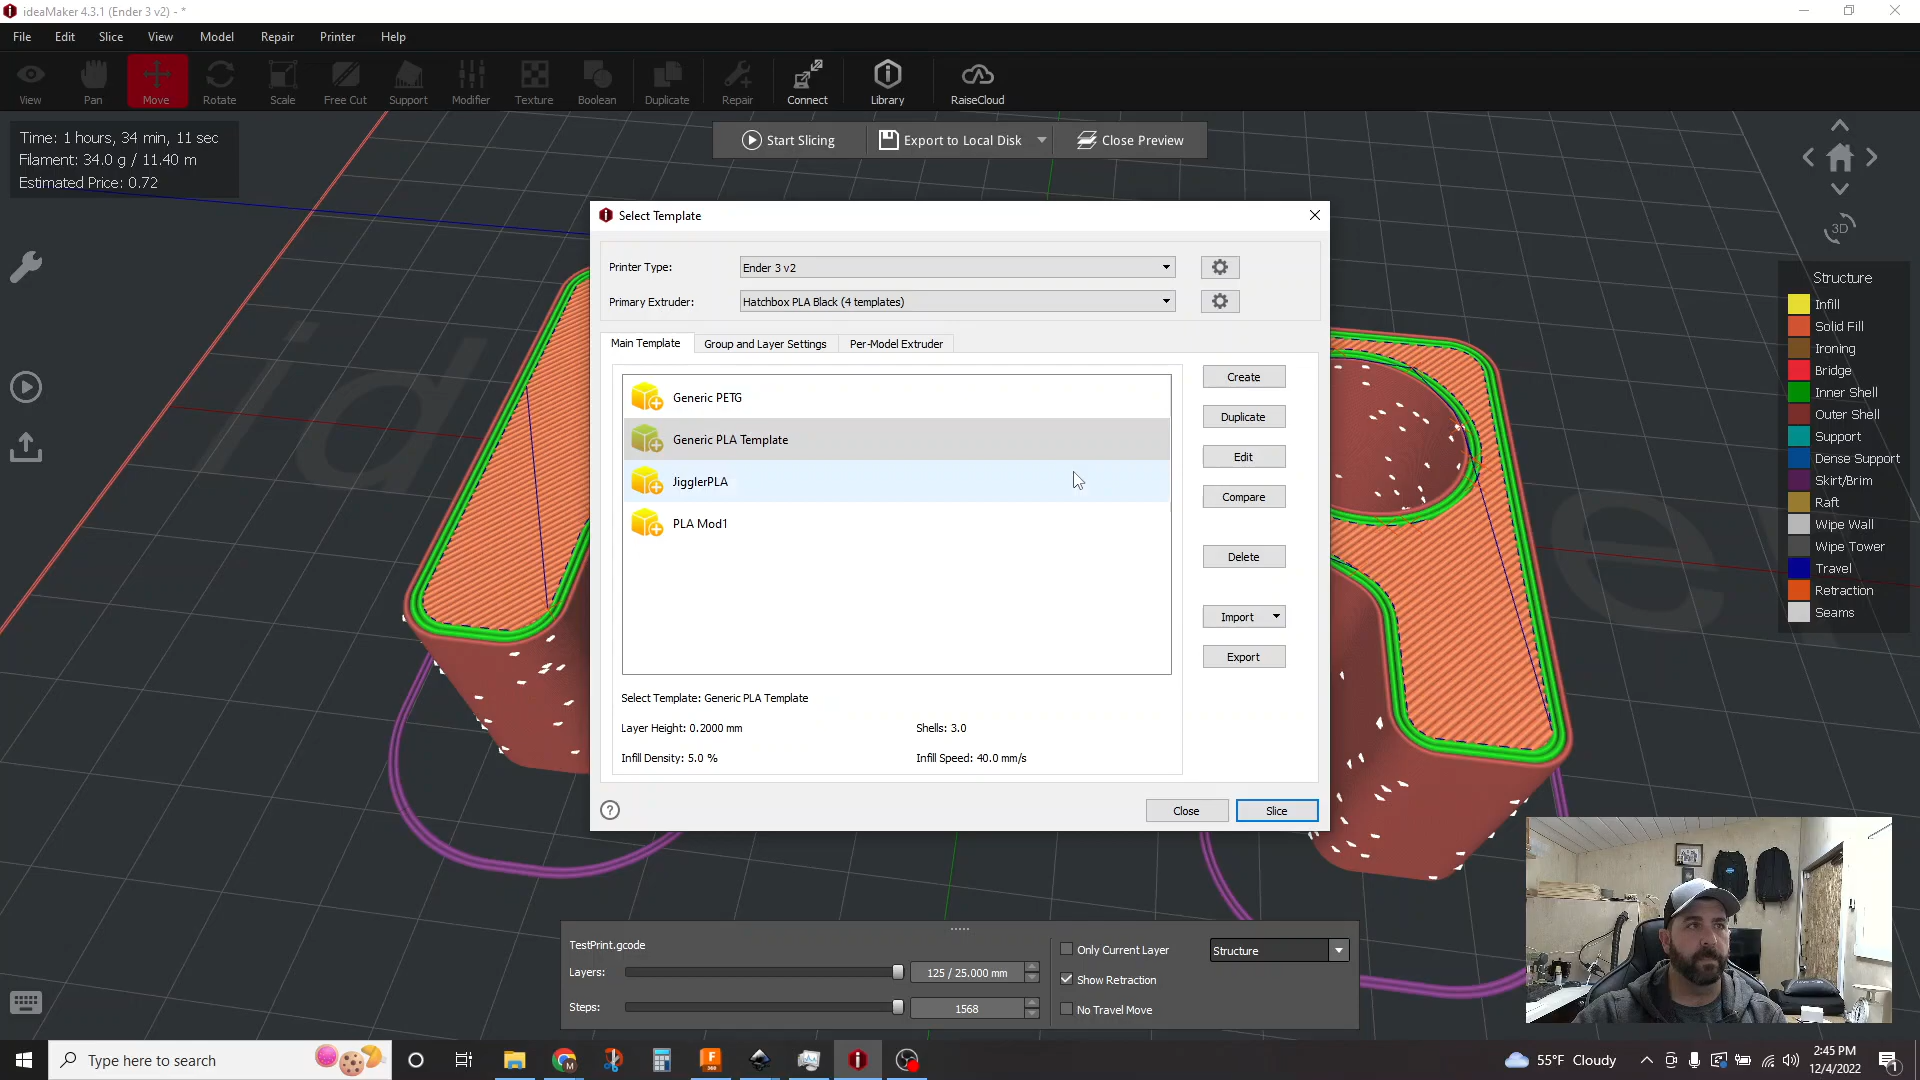 ideaMaker 4.3.1 (Ender 3 v2) - *
File Edit Slice View Model Repair Printer Help
View Pan Move Rotate Scale Free Cut Support Modifier Texture Boolean Duplicate Repair Connect Library RaiseCloud
Time: 1 hours, 34 min, 11 sec
Filament: 34.0 g / 11.40 m
Estimated Price: 0.72
Start Slicing Export to Local Disk Close Preview
3D
Select Template
Printer Type: Ender 3 v2
Primary Extruder: Hatchbox PLA Black (4 templates)
Main Template Group and Layer Settings Per-Model Extruder
Generic PETG
Generic PLA Template
JigglerPLA
PLA Mod1
Create
Duplicate
Edit
Compare
Delete
Import
Export
Select Template: Generic PLA Template
Layer Height: 0.2000 mm Shells: 3.0
Infill Density: 5.0 % Infill Speed: 40.0 mm/s
? Close Slice
Structure
Infill
Solid Fill
Ironing
Bridge
Inner Shell
Outer Shell
Support
Dense Support
Skirt/Brim
Raft
Wipe Wall
Wipe Tower
Travel
Retraction
Seams
TestPrint.gcode
Layers: 125 / 25.000 mm
Steps: 1568
Only Current Layer
Show Retraction
No Travel Move
Structure
Type here to search
55°F Cloudy
2:45 PM
12/4/2022